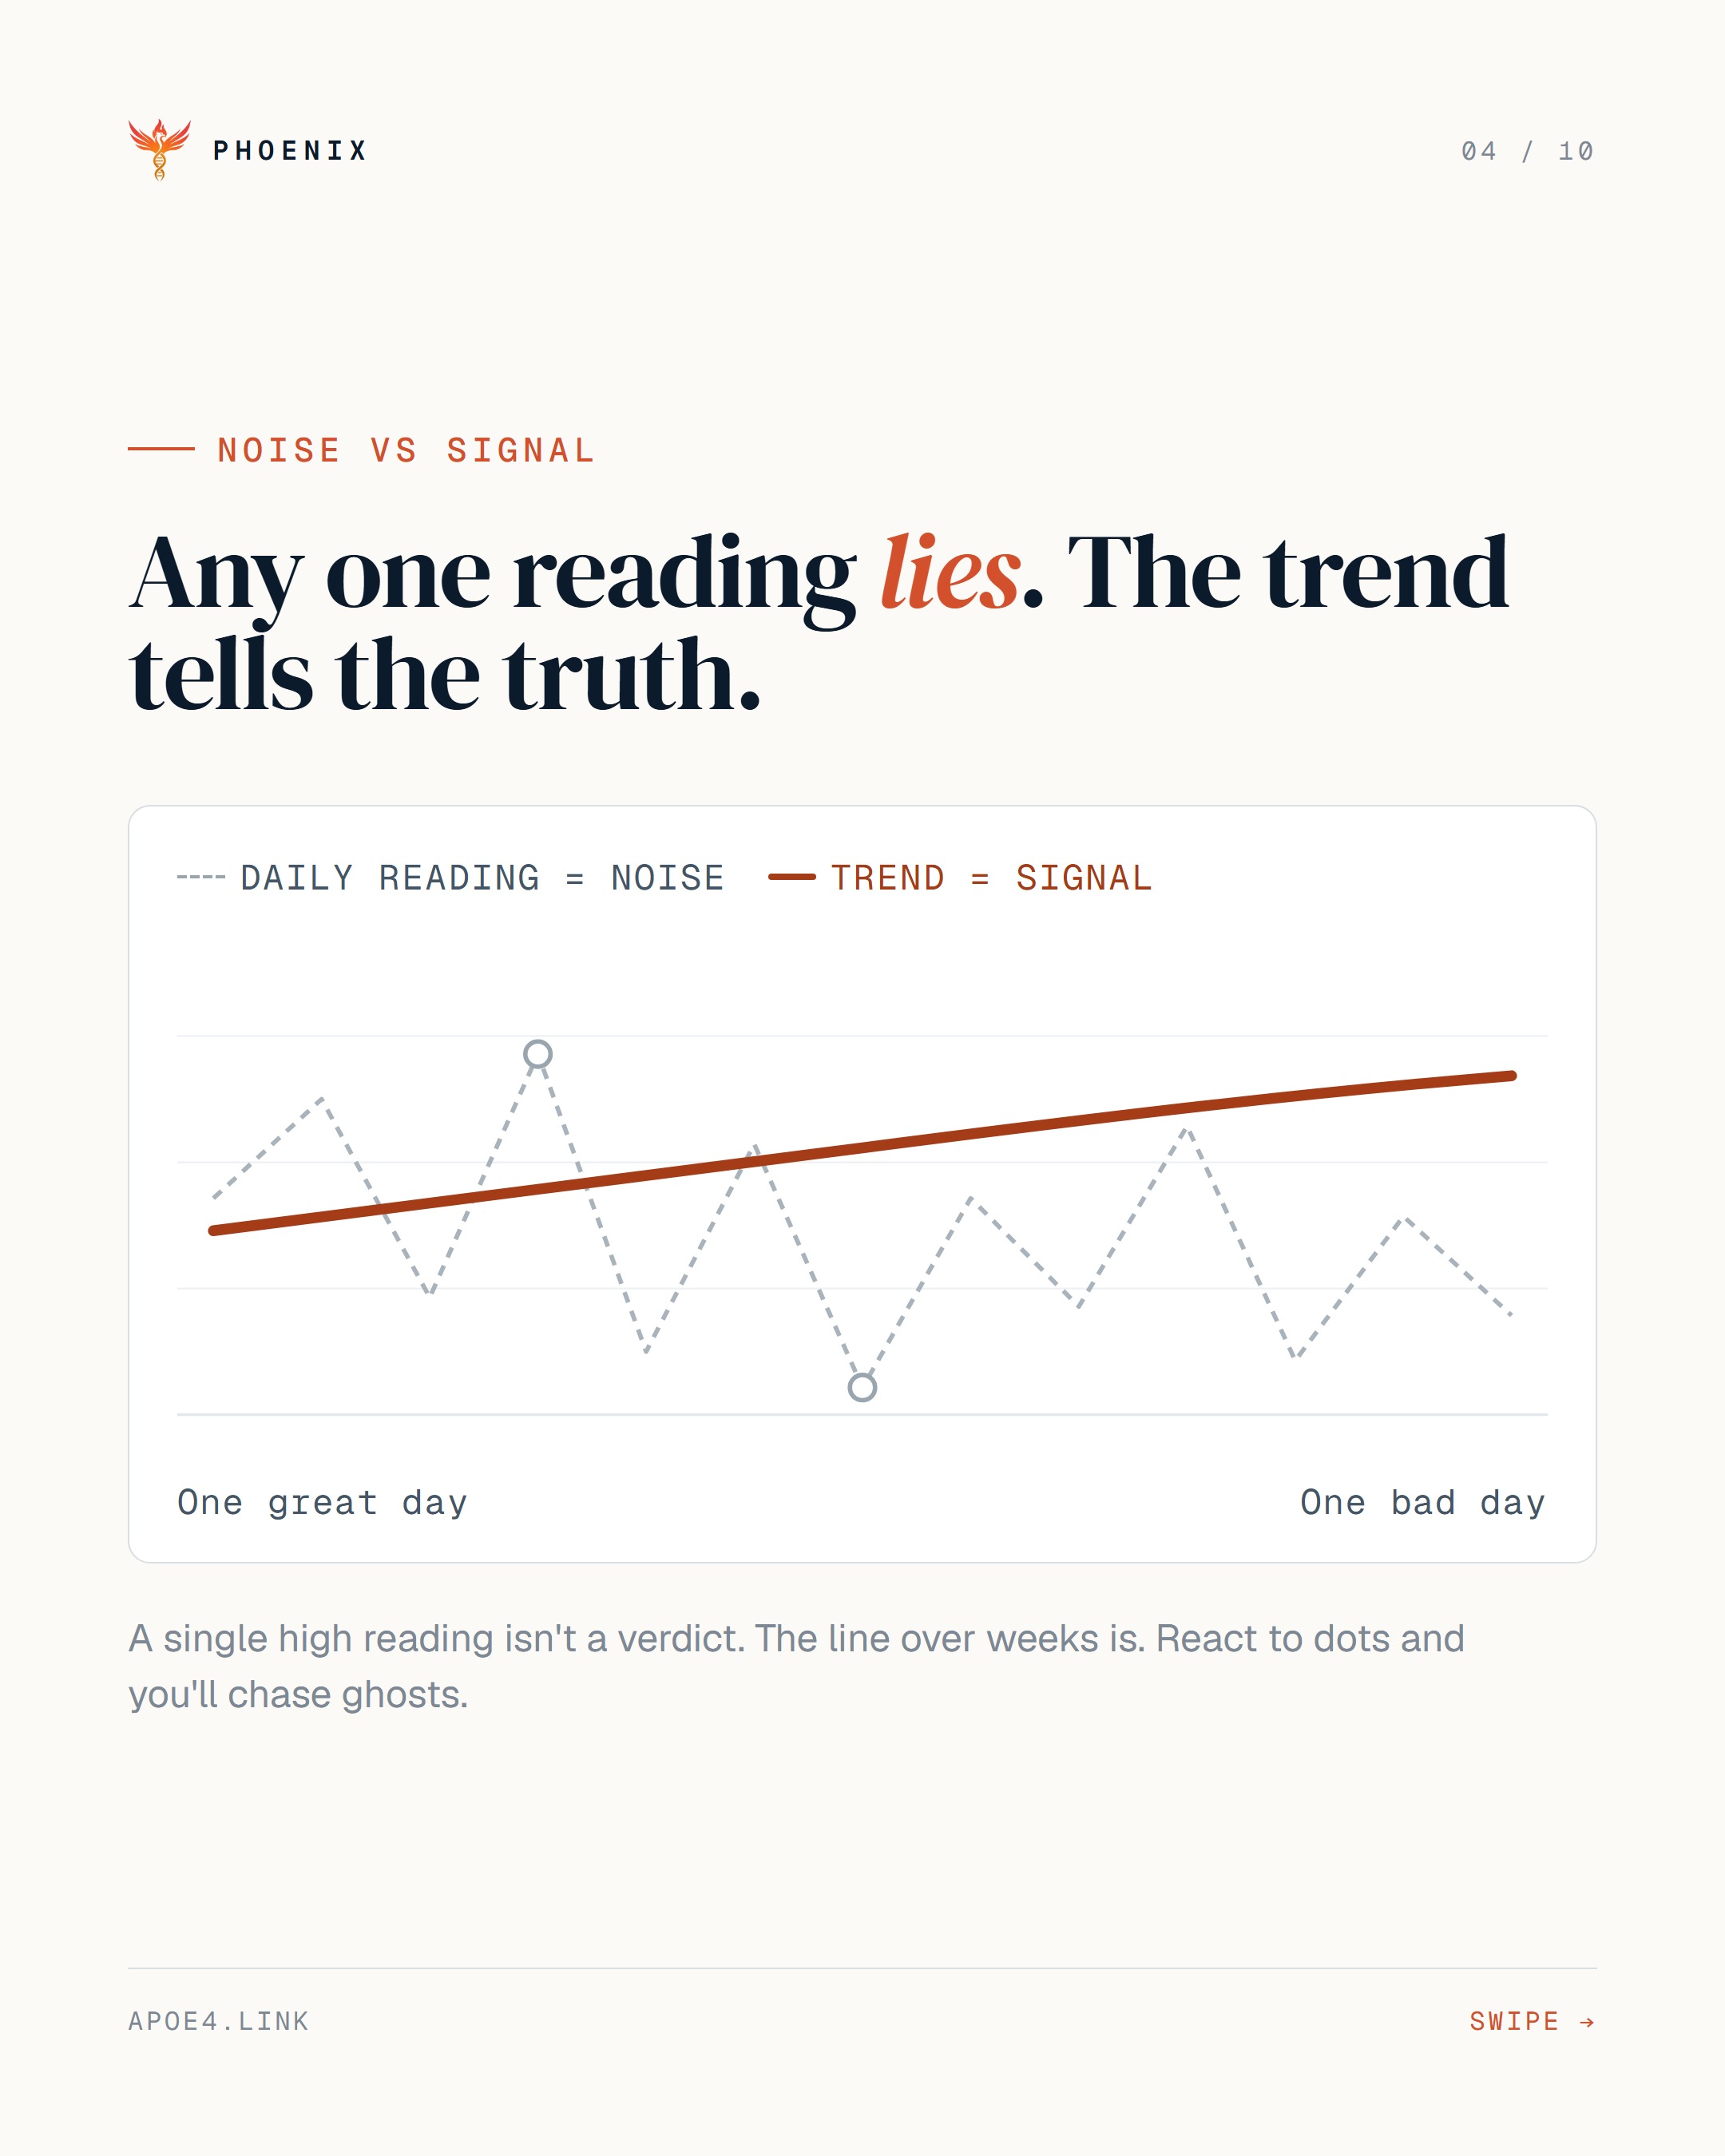 PHOENIX
04 / 10
NOISE VS SIGNAL
Any one reading lies. The trend
tells the truth.
DAILY READING = NOISE
TREND = SIGNAL
One great day
One bad day
A single high reading isn't a verdict. The line over weeks is. React to dots and
you'll chase ghosts.
APOE4.LINK
SWIPE →